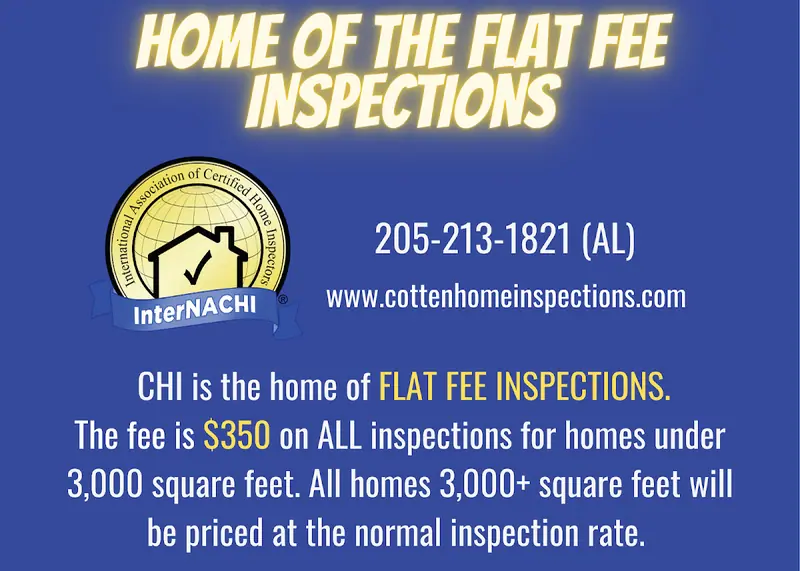 HOME OF THE FLAT FEE
INSPECTIONS
International Association of Certified Home Inspectors
InterNACHI®
205-213-1821 (AL)
www.cottenhomeinspections.com
CHI is the home of FLAT FEE INSPECTIONS.
The fee is $350 on ALL inspections for homes under
3,000 square feet. All homes 3,000+ square feet will
be priced at the normal inspection rate.